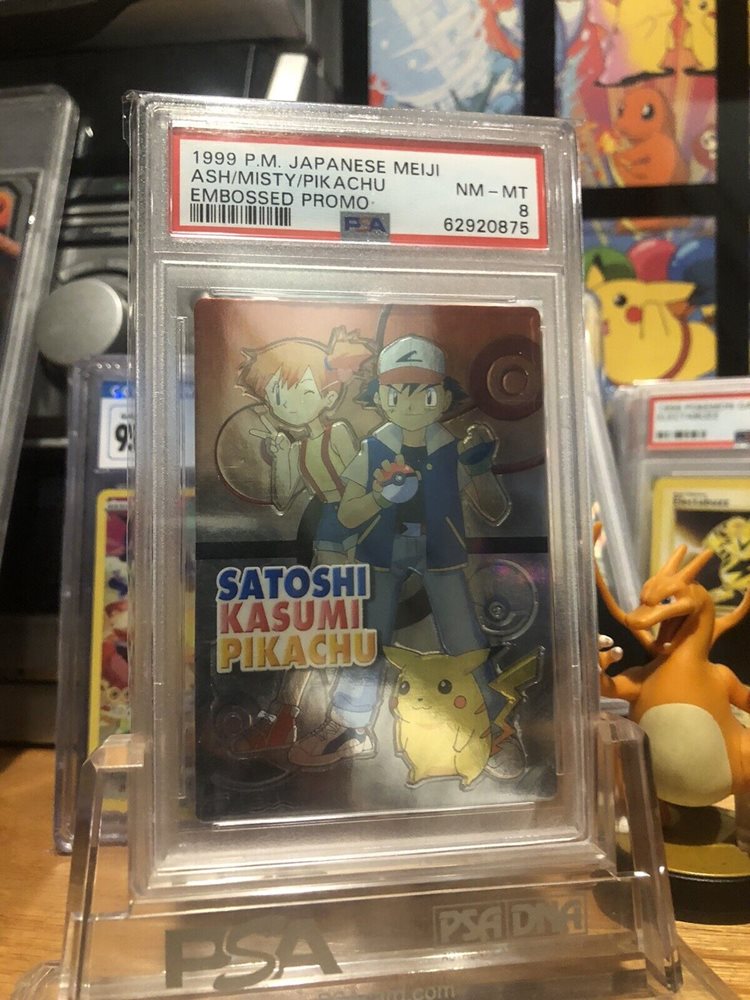 1999 P.M. JAPANESE MEIJI
ASH/MISTY/PIKACHU
EMBOSSED PROMO
NM - MT
8
62920875
PSA
SATOSHI
KASUMI
PIKACHU
PSA
PSA DNA